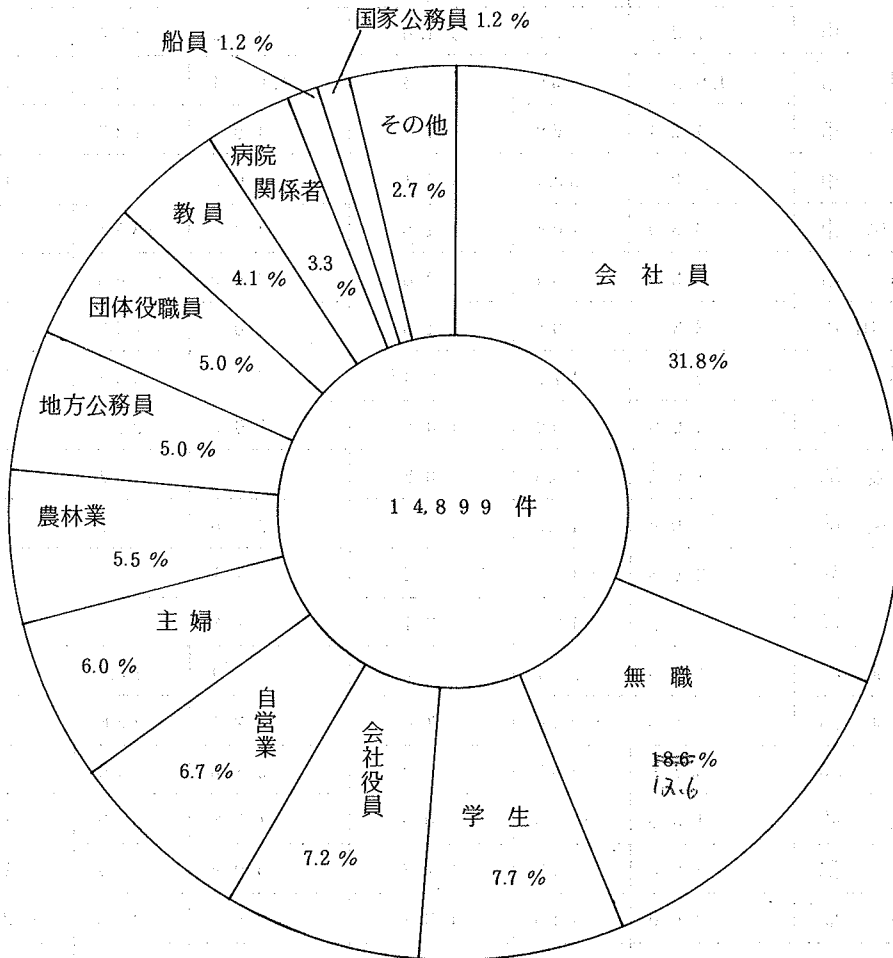 国家公務員 1.2 %
船員 1.2 %
その他
2.7 %
病院
関係者
3.3
%
教員
4.1 %
団体役職員
5.0 %
地方公務員
5.0 %
農林業
5.5 %
主婦
6.0 %
自営業
6.7 %
会社役員
7.2 %
学生
7.7 %
無職
18.6 %
12.6
会社員
31.8%
14,899 件